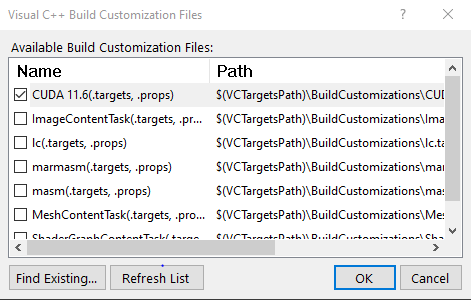 Visual C++ Build Customization Files ? ×
Available Build Customization Files:
Name Path
CUDA 11.6(.targets, .props) $(VCTargetsPath)\BuildCustomizations\CUD
ImageContentTask(.targets, .pr... $(VCTargetsPath)\BuildCustomizations\Ima
lc(.targets, .props) $(VCTargetsPath)\BuildCustomizations\lc.ta
marmasm(.targets, .props) $(VCTargetsPath)\BuildCustomizations\mar
masm(.targets, .props) $(VCTargetsPath)\BuildCustomizations\mas
MeshContentTask(.targets, .pro... $(VCTargetsPath)\BuildCustomizations\Mes
ShaderGraphContentTask(.targe... $(VCTargetsPath)\BuildCustomizations\Sha
Find Existing... Refresh List OK Cancel